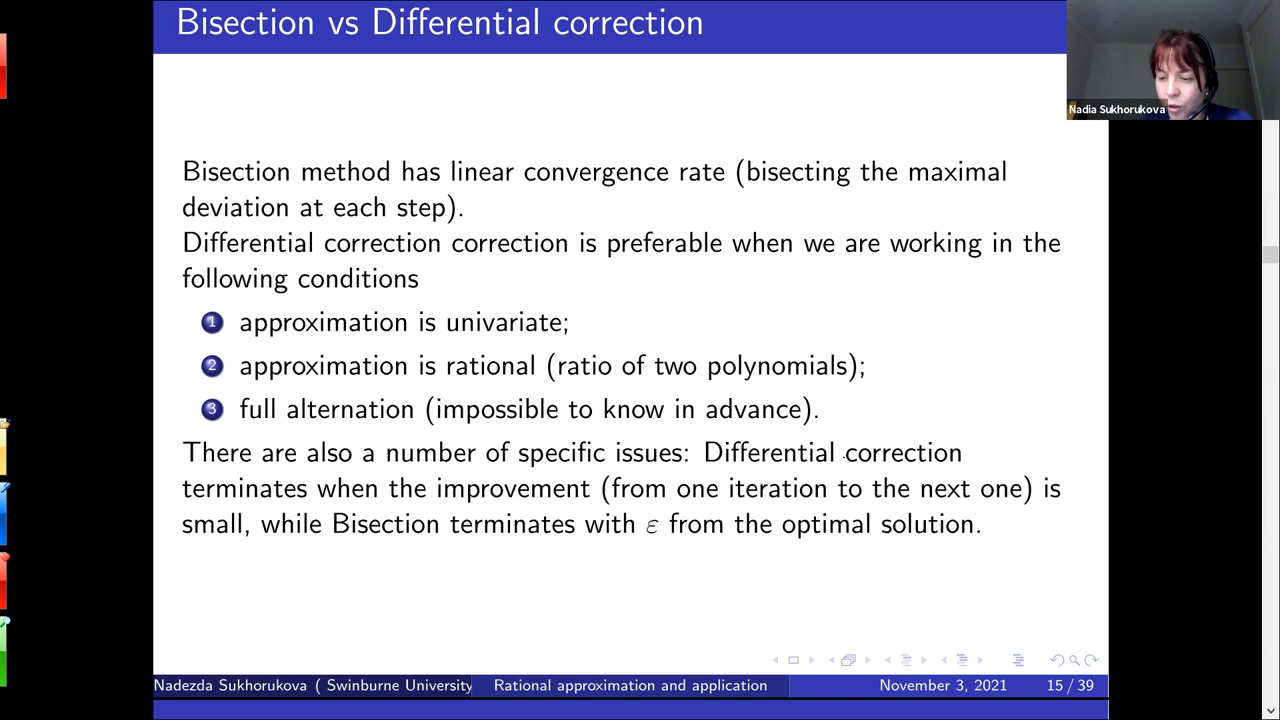 Bisection vs Differential correction
Nadia Sukhorukova
Bisection method has linear convergence rate (bisecting the maximal
deviation at each step).
Differential correction correction is preferable when we are working in the
following conditions
1 approximation is univariate;
2 approximation is rational (ratio of two polynomials);
3 full alternation (impossible to know in advance).
There are also a number of specific issues: Differential correction
terminates when the improvement (from one iteration to the next one) is
small, while Bisection terminates with ε from the optimal solution.
Nadezda Sukhorukova ( Swinburne University
Rational approximation and application
November 3, 2021
15 / 39